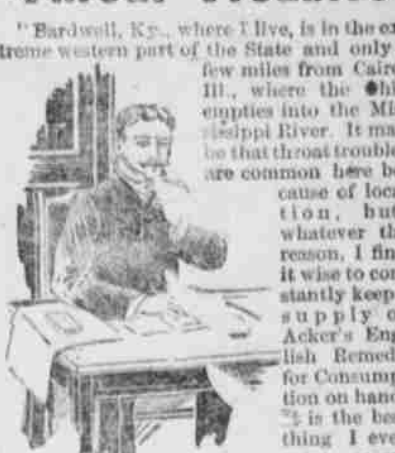 "Bardwell, Ky., where I live, is in the ex
treme western part of the State and only
few miles from Cairo
Ill., where the Ohi
empties into the Mis
sissippi River. It ma
be that throat trouble
are common here be
cause of loca
tion, but
whatever th
reason, I fin
it wise to con
stantly keep
supply o
Acker's Eng
lish Remed
for Consump
tion on hand
It is the bes
thing I eve